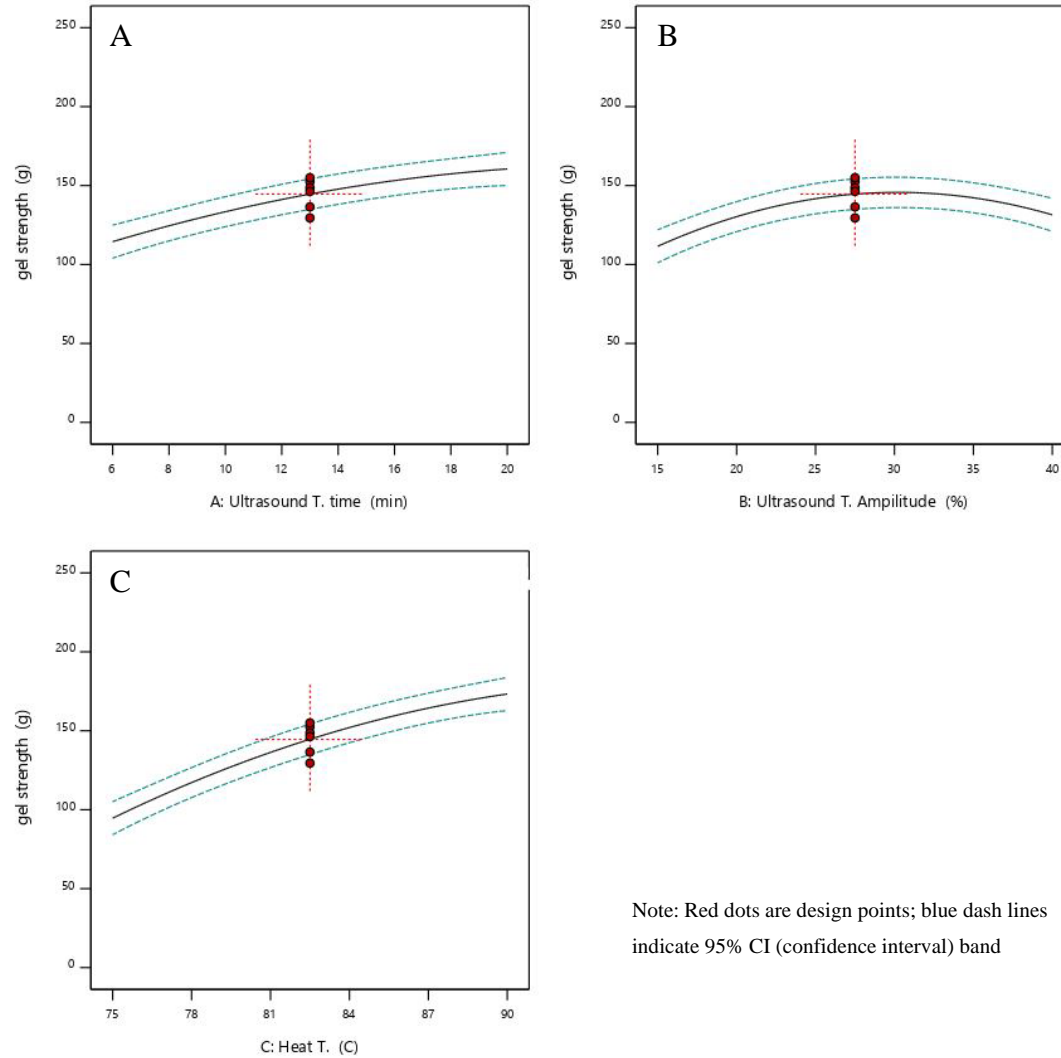 A
250
200
150
100
50
0
gel strength (g)
6 8 10 12 14 16 18 20
A: Ultrasound T. time (min)
B
250
200
150
100
50
0
gel strength (g)
15 20 25 30 35 40
B: Ultrasound T. Ampilitude (%)
C
250
200
150
100
50
0
gel strength (g)
75 78 81 84 87 90
C: Heat T. (C)
Note: Red dots are design points; blue dash lines
indicate 95% CI (confidence interval) band